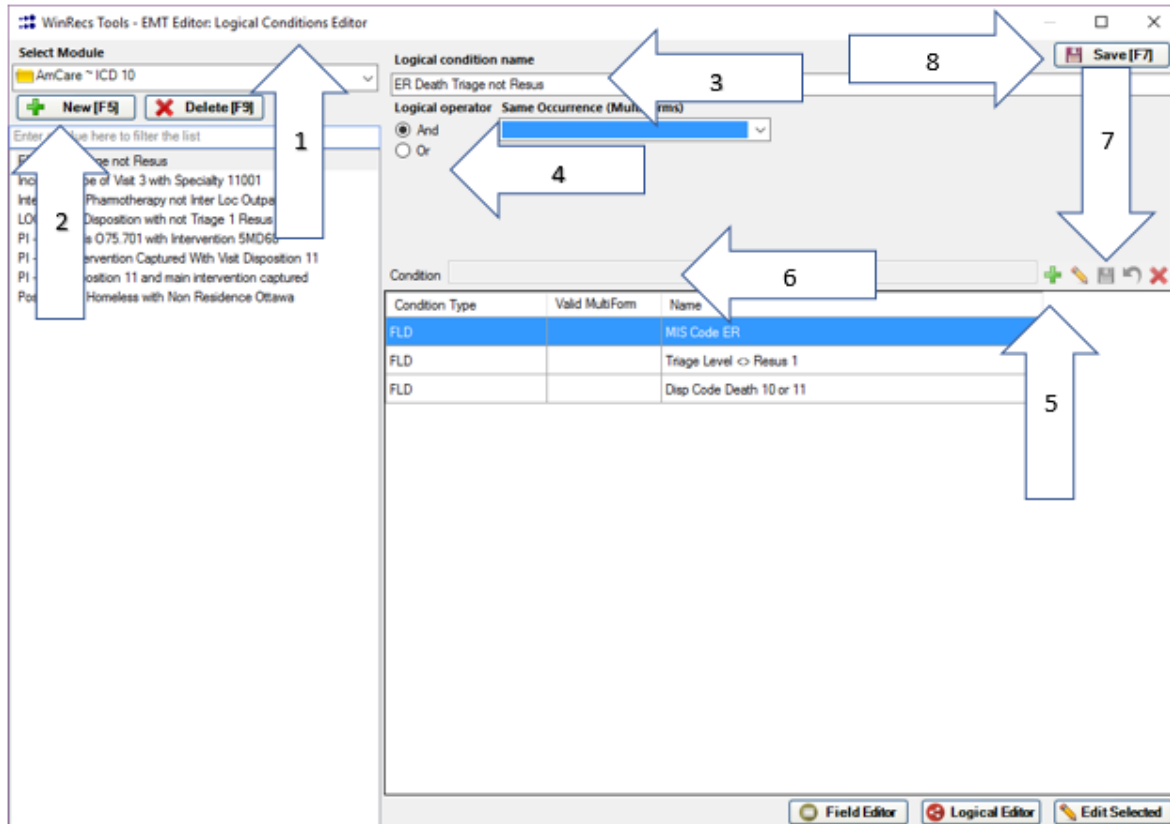 WinRecs Tools - EMT Editor: Logical Conditions Editor
Select Module
AmCare ~ ICD 10
New [F5] Delete [F9]
Enter ue here to filter the list
ge not Resus
pe of Visit 3 with Specialty 11001
Phamotherapy not Inter Loc Outpa
Disposition with not Triage 1 Resus
PI - s O75.701 with Intervention 5MD60
PI - ervention Captured With Visit Disposition 11
PI - osition 11 and main intervention captured
Homeless with Non Residence Ottawa
1
2
Logical condition name
ER Death Triage not Resus
3
8
Save [F7]
Logical operator Same Occurrence (Mult rms)
And
Or
4
7
Condition
6
Condition Type Valid MultiForm Name
FLD MIS Code ER
FLD Triage Level <> Resus 1
FLD Disp Code Death 10 or 11
5
Field Editor Logical Editor Edit Selected